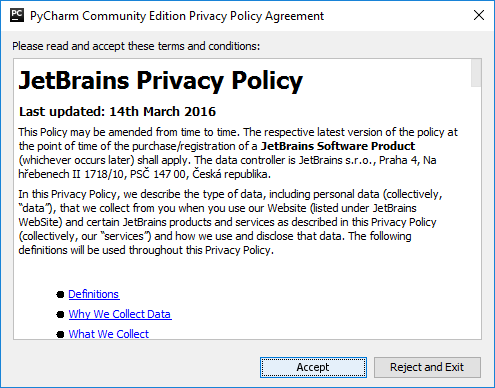 PC PyCharm Community Edition Privacy Policy Agreement
Please read and accept these terms and conditions:
JetBrains Privacy Policy
Last updated: 14th March 2016
This Policy may be amended from time to time. The respective latest version of the policy at
the point of time of the purchase/registration of a JetBrains Software Product
(whichever occurs later) shall apply. The data controller is JetBrains s.r.o., Praha 4, Na
hřebenech II 1718/10, PSČ 147 00, Česká republika.
In this Privacy Policy, we describe the type of data, including personal data (collectively,
“data”), that we collect from you when you use our Website (listed under JetBrains
WebSite) and certain JetBrains products and services as described in this Privacy Policy
(collectively, our “services”) and how we use and disclose that data. The following
definitions will be used throughout this Privacy Policy.
Definitions
Why We Collect Data
What We Collect
Accept Reject and Exit